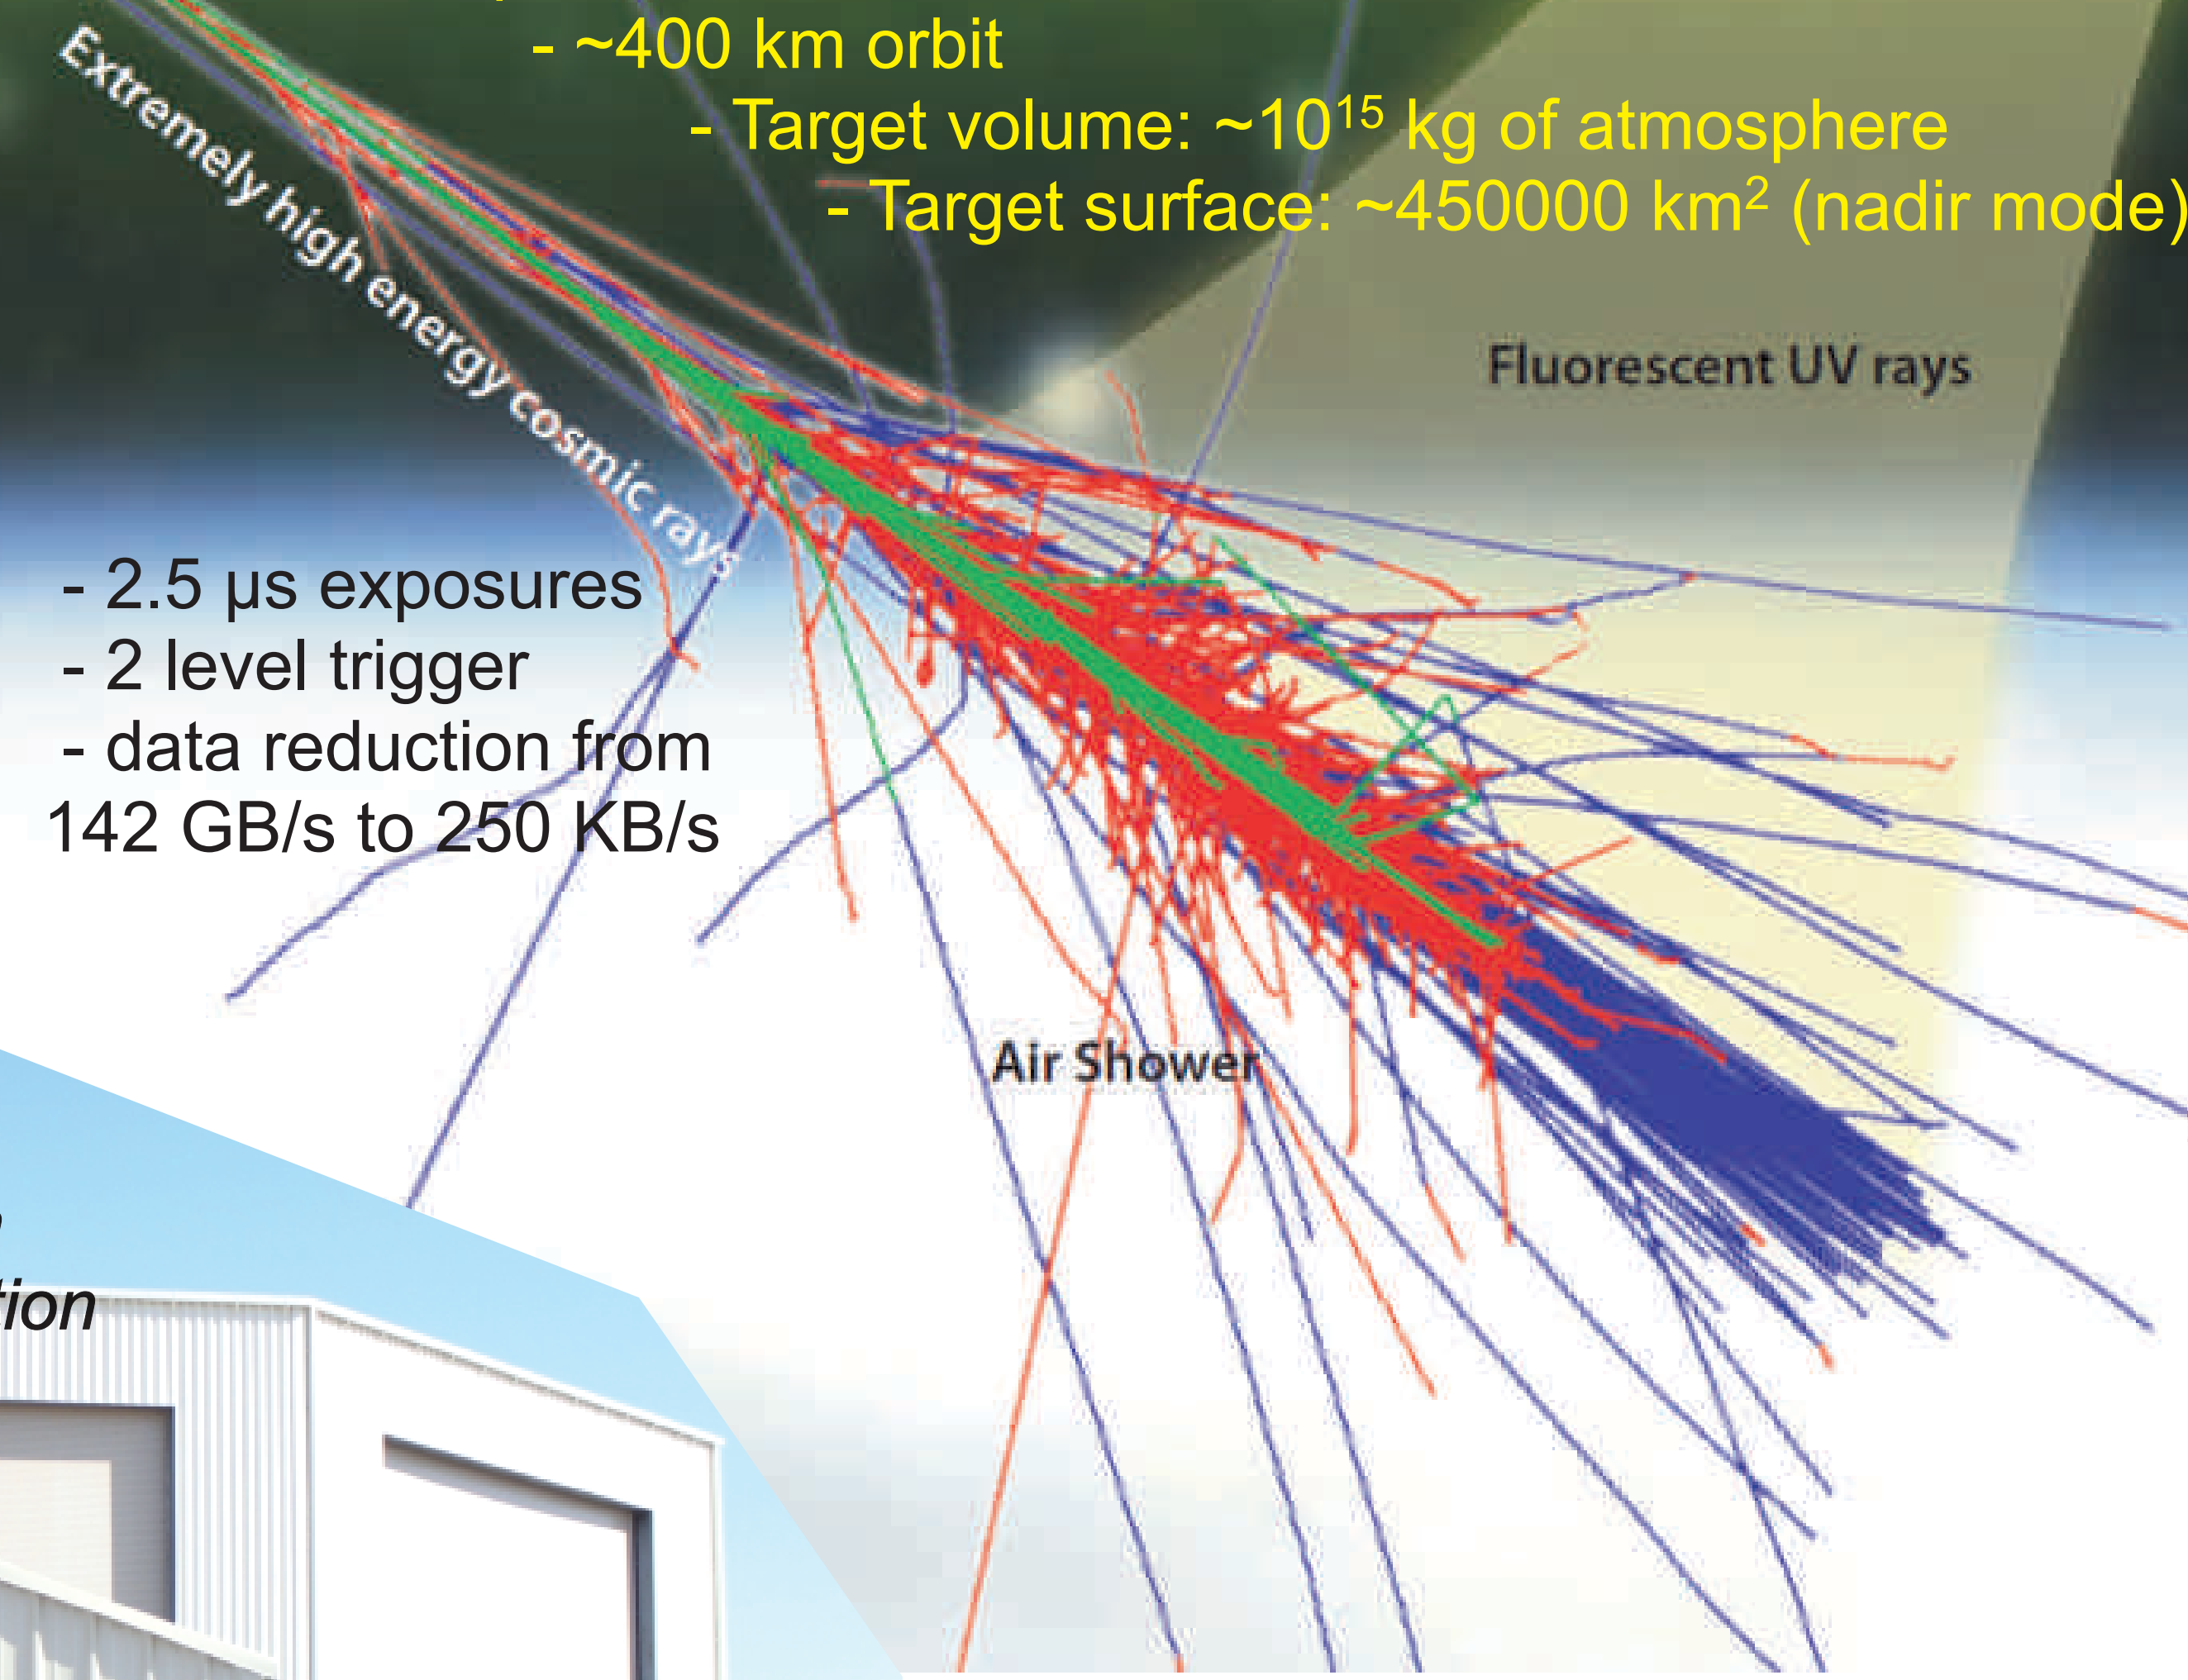 - ~400 km orbit
- Target volume: ~10¹⁵ kg of atmosphere
- Target surface: ~450000 km² (nadir mode)
Extremely high energy cosmic rays
Fluorescent UV rays
- 2.5 µs exposures
- 2 level trigger
- data reduction from
142 GB/s to 250 KB/s
Air Shower
tion